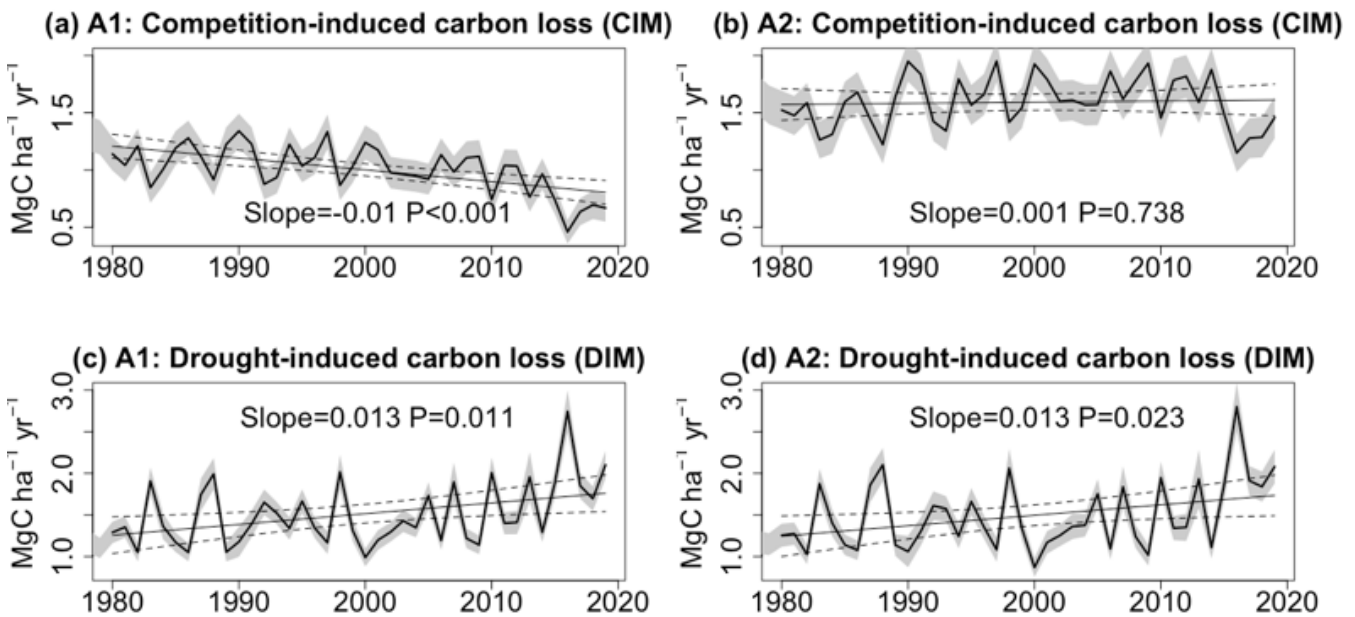 (a) A1: Competition-induced carbon loss (CIM)
MgC ha⁻¹ yr⁻¹
1.5
0.5
Slope=-0.01 P<0.001
1980 1990 2000 2010 2020
(b) A2: Competition-induced carbon loss (CIM)
MgC ha⁻¹ yr⁻¹
1.5
0.5
Slope=0.001 P=0.738
1980 1990 2000 2010 2020
(c) A1: Drought-induced carbon loss (DIM)
MgC ha⁻¹ yr⁻¹
3.0
2.0
1.0
Slope=0.013 P=0.011
1980 1990 2000 2010 2020
(d) A2: Drought-induced carbon loss (DIM)
MgC ha⁻¹ yr⁻¹
3.0
2.0
1.0
Slope=0.013 P=0.023
1980 1990 2000 2010 2020